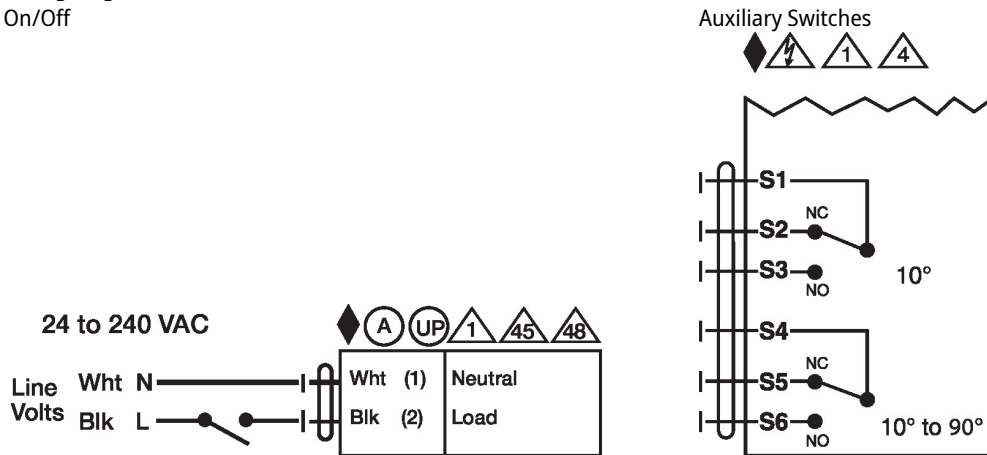 On/Off
Auxiliary Switches
1 4
S1
NC
S2
S3
10°
NO
S4
NC
S5
S6
10° to 90°
NO
24 to 240 VAC
A UP 1 45 48
Line Volts
Wht N
Wht (1) Neutral
Blk L
Blk (2) Load